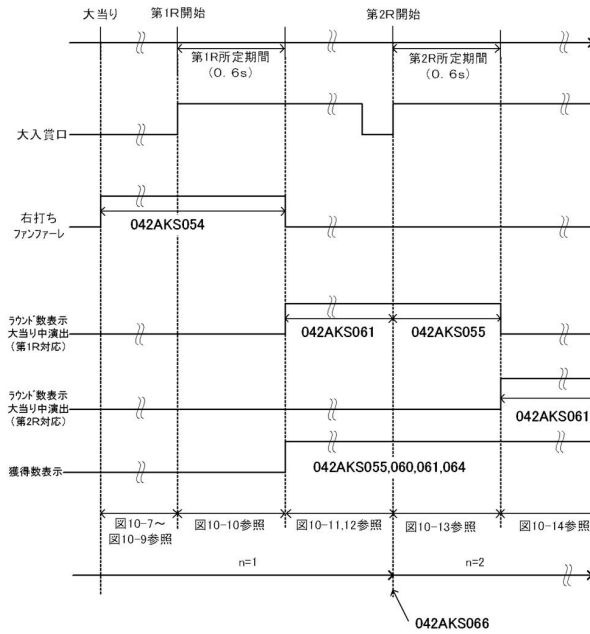 大当り 第1R開始 第2R開始
第1R所定期間
(0.6s)
第2R所定期間
(0.6s)
大入賞口
右打ち
ファンファーレ
042AKS054
ラウンド数表示
大当り中演出
(第1R対応)
042AKS061 042AKS055
ラウンド数表示
大当り中演出
(第2R対応)
042AKS061
獲得数表示
042AKS055,060,061,064
図10-7～
図10-9参照
図10-10参照
図10-11,12参照
図10-13参照
図10-14参照
n=1 n=2
042AKS066